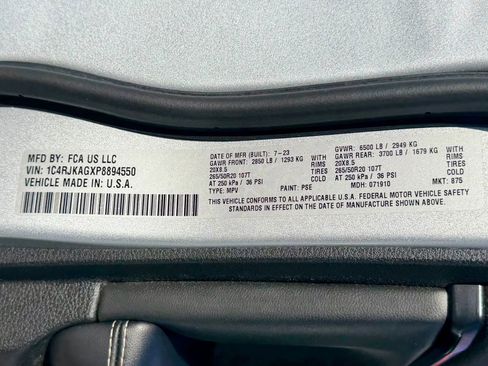 MFD BY: FCA US LLC
VIN: 1C4RJKAGXP8894550
VEHICLE MADE IN U.S.A.
DATE OF MFR (BUILT): 7-23
GAWR FRONT: 2850 LB / 1293 KG WITH
20X8.5 RIMS
265/50R20 107T TIRES
AT 250 kPa / 36 PSI COLD
TYPE: MPV PAINT: PSE
GVWR: 6500 LB / 2949 KG
GAWR REAR: 3700 LB / 1679 KG WITH
20X8.5 RIMS
265/50R20 107T TIRES
AT 250 kPa / 36 PSI COLD
MDH: 071910 MKT: 875
THIS VEHICLE CONFORMS TO ALL APPLICABLE U.S.A. FEDERAL MOTOR VEHICLE SAFETY
STANDARDS IN EFFECT ON THE DATE OF MANUFACTURE SHOWN ABOVE.